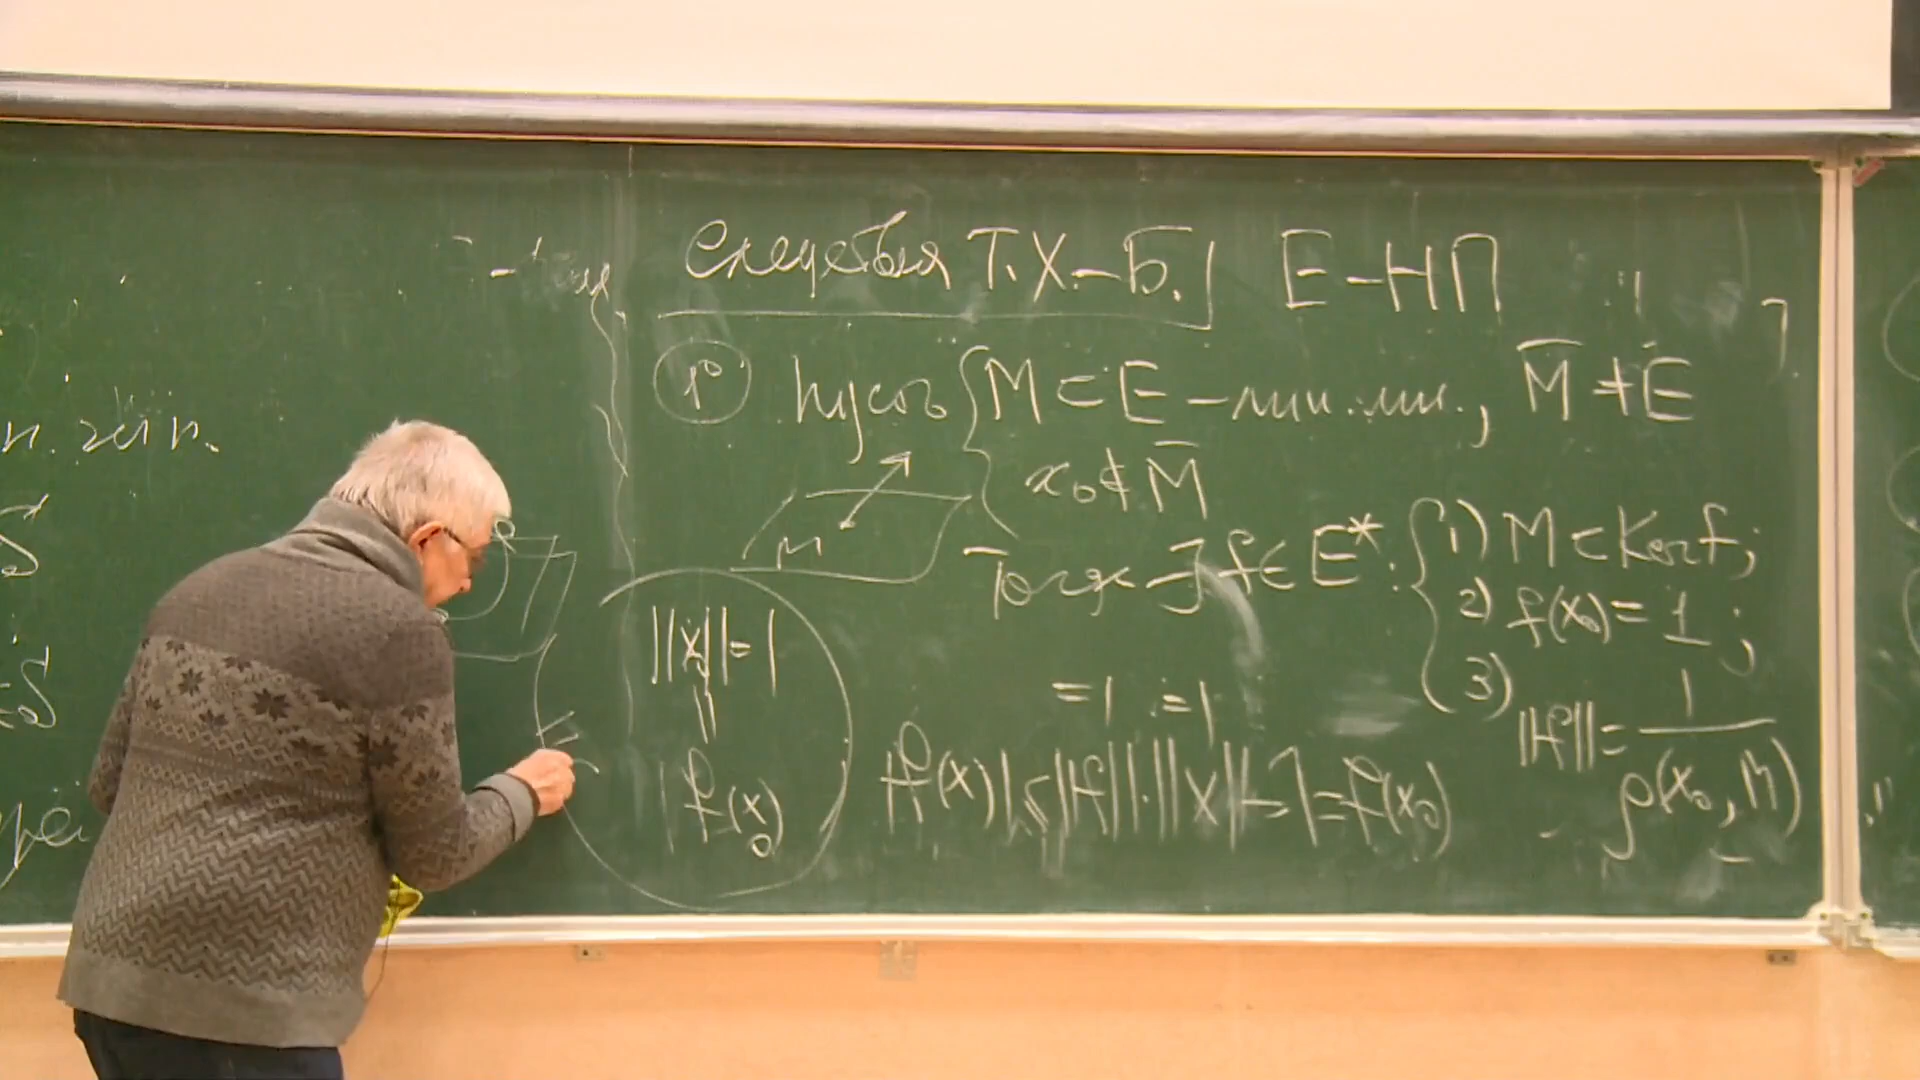 Следствия Т.Х.–Б. E – НП
1° Пусть { M ⊂ E – лин. мн., M̄ ≠ E
x₀ ∉ M̄
M
Тогда ∃ f ∈ E* : { 1) M ⊂ Ker f;
2) f(x₀) = 1;
3) ||f|| = 1 / ρ(x₀, M)
||x₀|| = 1
||
f(x₀)
= 1 = 1
|f(x)| ≤ ||f|| · ||x|| = 1 = f(x₀)